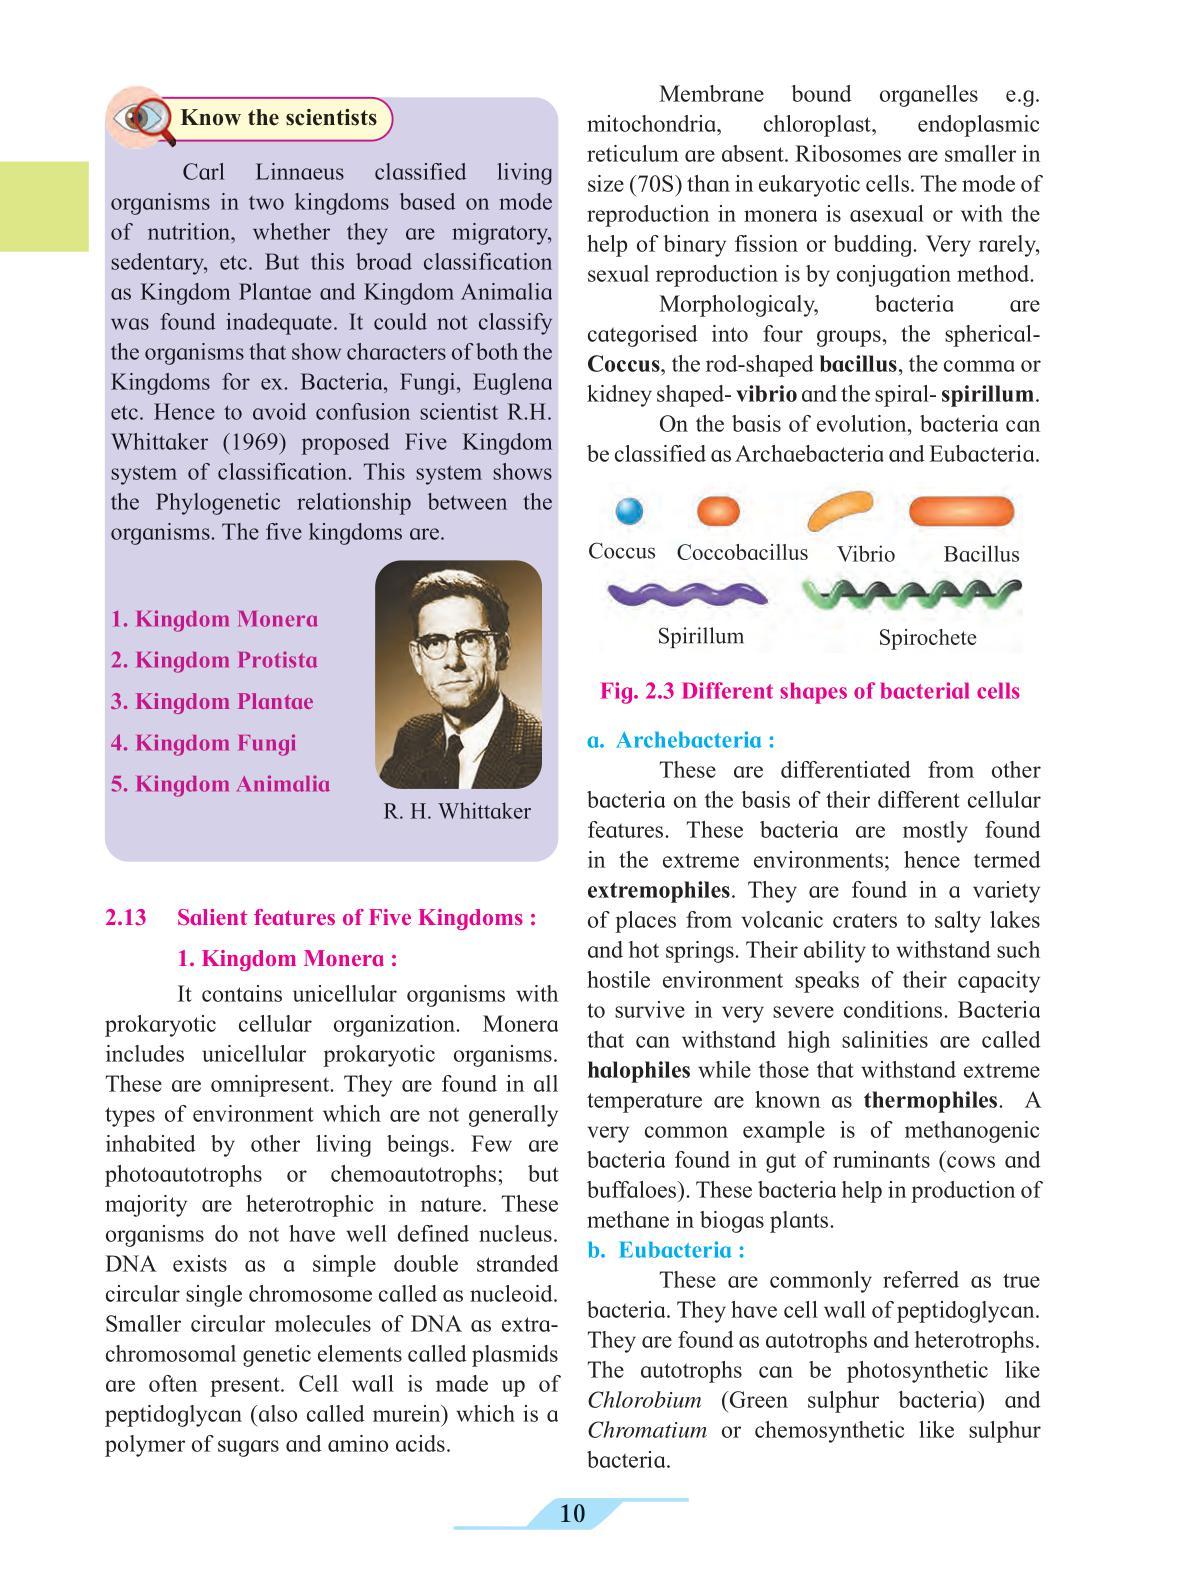 Know the scientists
Carl Linnaeus classified living
organisms in two kingdoms based on mode
of nutrition, whether they are migratory,
sedentary, etc. But this broad classification
as Kingdom Plantae and Kingdom Animalia
was found inadequate. It could not classify
the organisms that show characters of both the
Kingdoms for ex. Bacteria, Fungi, Euglena
etc. Hence to avoid confusion scientist R.H.
Whittaker (1969) proposed Five Kingdom
system of classification. This system shows
the Phylogenetic relationship between the
organisms. The five kingdoms are.
1. Kingdom Monera
2. Kingdom Protista
3. Kingdom Plantae
4. Kingdom Fungi
5. Kingdom Animalia
R. H. Whittaker
2.13 Salient features of Five Kingdoms :
1. Kingdom Monera :
It contains unicellular organisms with
prokaryotic cellular organization. Monera
includes unicellular prokaryotic organisms.
These are omnipresent. They are found in all
types of environment which are not generally
inhabited by other living beings. Few are
photoautotrophs or chemoautotrophs; but
majority are heterotrophic in nature. These
organisms do not have well defined nucleus.
DNA exists as a simple double stranded
circular single chromosome called as nucleoid.
Smaller circular molecules of DNA as extra-
chromosomal genetic elements called plasmids
are often present. Cell wall is made up of
peptidoglycan (also called murein) which is a
polymer of sugars and amino acids.
Membrane bound organelles e.g.
mitochondria, chloroplast, endoplasmic
reticulum are absent. Ribosomes are smaller in
size (70S) than in eukaryotic cells. The mode of
reproduction in monera is asexual or with the
help of binary fission or budding. Very rarely,
sexual reproduction is by conjugation method.
Morphologicaly, bacteria are
categorised into four groups, the spherical-
Coccus, the rod-shaped bacillus, the comma or
kidney shaped- vibrio and the spiral- spirillum.
On the basis of evolution, bacteria can
be classified as Archaebacteria and Eubacteria.
Coccus Coccobacillus Vibrio Bacillus
Spirillum Spirochete
Fig. 2.3 Different shapes of bacterial cells
a. Archebacteria :
These are differentiated from other
bacteria on the basis of their different cellular
features. These bacteria are mostly found
in the extreme environments; hence termed
extremophiles. They are found in a variety
of places from volcanic craters to salty lakes
and hot springs. Their ability to withstand such
hostile environment speaks of their capacity
to survive in very severe conditions. Bacteria
that can withstand high salinities are called
halophiles while those that withstand extreme
temperature are known as thermophiles. A
very common example is of methanogenic
bacteria found in gut of ruminants (cows and
buffaloes). These bacteria help in production of
methane in biogas plants.
b. Eubacteria :
These are commonly referred as true
bacteria. They have cell wall of peptidoglycan.
They are found as autotrophs and heterotrophs.
The autotrophs can be photosynthetic like
Chlorobium (Green sulphur bacteria) and
Chromatium or chemosynthetic like sulphur
bacteria.
10